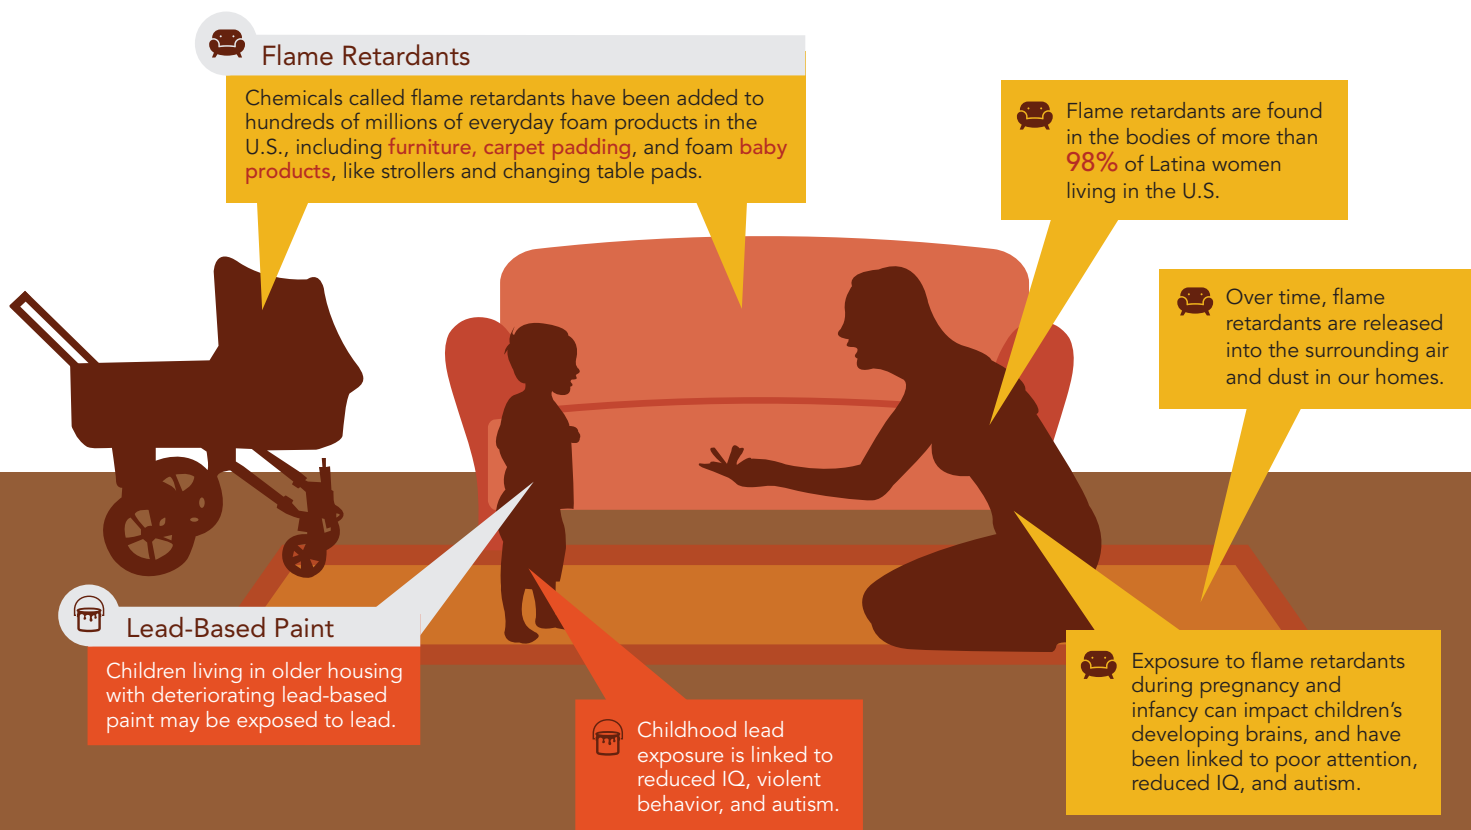 Flame Retardants
Chemicals called flame retardants have been added to
hundreds of millions of everyday foam products in the
U.S., including furniture, carpet padding, and foam baby
products, like strollers and changing table pads.
Flame retardants are found
in the bodies of more than
98% of Latina women
living in the U.S.
Over time, flame
retardants are released
into the surrounding air
and dust in our homes.
Lead-Based Paint
Children living in older housing
with deteriorating lead-based
paint may be exposed to lead.
Childhood lead
exposure is linked to
reduced IQ, violent
behavior, and autism.
Exposure to flame retardants
during pregnancy and
infancy can impact children’s
developing brains, and have
been linked to poor attention,
reduced IQ, and autism.